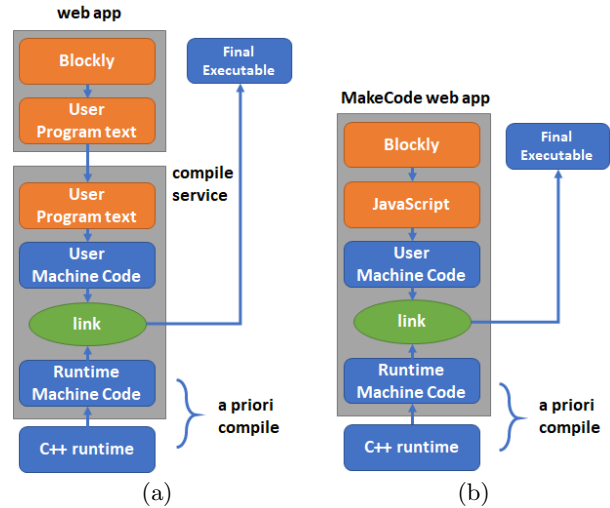 web app
Blockly
User
Program text
Final
Executable
compile
service
User
Program text
User
Machine Code
link
Runtime
Machine Code
a priori
compile
C++ runtime
(a)
MakeCode web app
Blockly
JavaScript
User
Machine Code
link
Runtime
Machine Code
Final
Executable
a priori
compile
C++ runtime
(b)